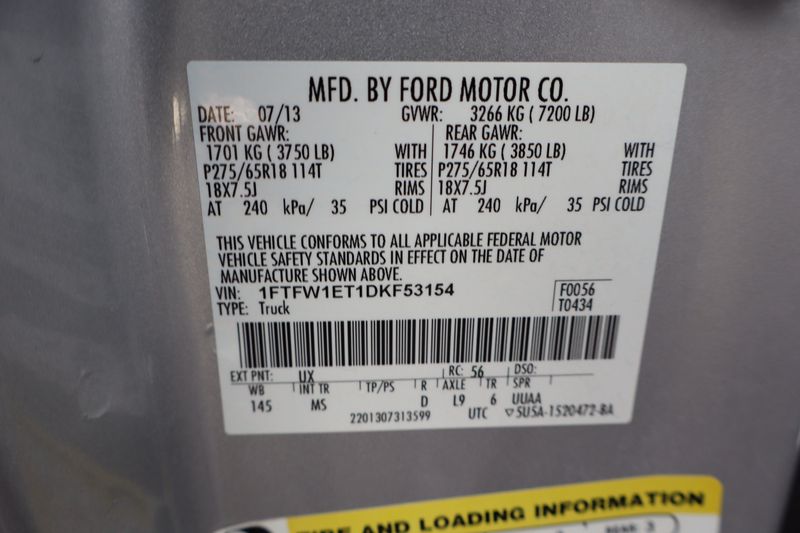 MFD. BY FORD MOTOR CO.
DATE: 07/13 GVWR: 3266 KG ( 7200 LB)
FRONT GAWR: REAR GAWR:
1701 KG ( 3750 LB) WITH 1746 KG ( 3850 LB) WITH
P275/65R18 114T TIRES P275/65R18 114T TIRES
18X7.5J RIMS 18X7.5J RIMS
AT 240 kPa/ 35 PSI COLD AT 240 kPa/ 35 PSI COLD
THIS VEHICLE CONFORMS TO ALL APPLICABLE FEDERAL MOTOR
VEHICLE SAFETY STANDARDS IN EFFECT ON THE DATE OF
MANUFACTURE SHOWN ABOVE.
VIN: 1FTFW1ET1DKF53154 F0056
TYPE: Truck T0434
EXT PNT: UX RC: 56 DSO:
WB INT TR TP/PS R AXLE TR SPR
145 MS D L9 6 UUAA
2201307313599 UTC ▽5U5A-1520472-BA
AND LOADING INFORMATION